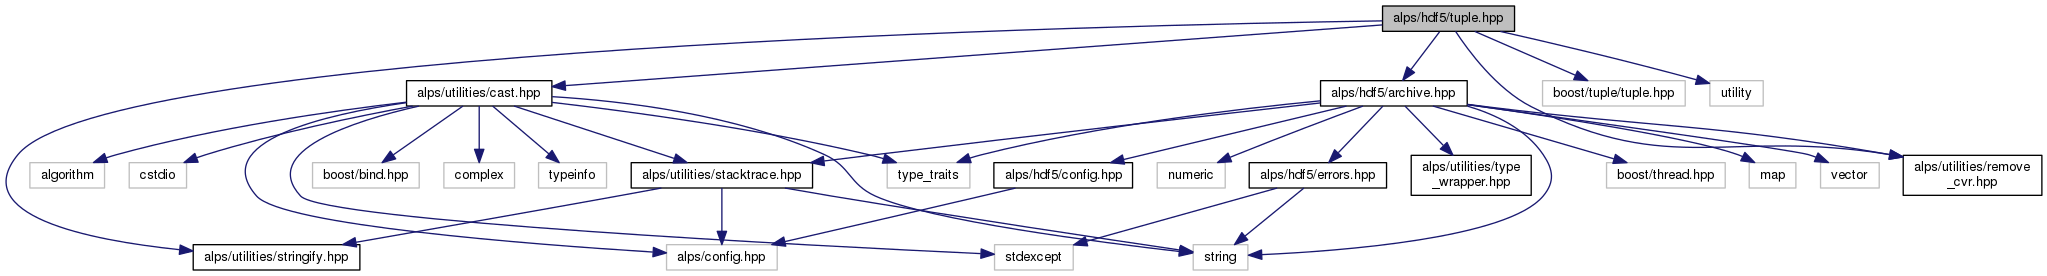 alps/hdf5/tuple.hpp
alps/utilities/cast.hpp
alps/hdf5/archive.hpp
boost/tuple/tuple.hpp
utility
algorithm
cstdio
boost/bind.hpp
complex
typeinfo
alps/utilities/stacktrace.hpp
type_traits
alps/hdf5/config.hpp
numeric
alps/hdf5/errors.hpp
alps/utilities/type
_wrapper.hpp
boost/thread.hpp
map
vector
alps/utilities/remove
_cvr.hpp
alps/utilities/stringify.hpp
alps/config.hpp
stdexcept
string